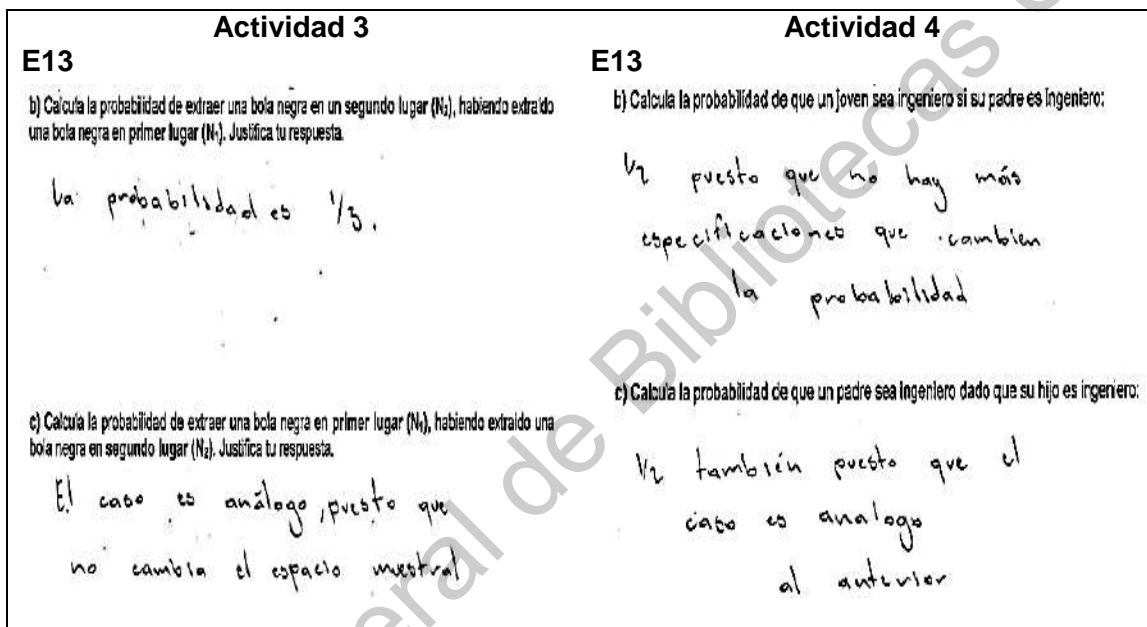 Actividad 3
E13
b) Calcula la probabilidad de extraer una bola negra en un segundo lugar (N₂), habiendo extraido
una bola negra en primer lugar (N₁). Justifica tu respuesta.
La probabilidad es 1/3.
c) Calcula la probabilidad de extraer una bola negra en primer lugar (N₁), habiendo extraido una
bola negra en segundo lugar (N₂). Justifica tu respuesta.
El caso es análogo, puesto que
no cambia el espacio mestral
Actividad 4
E13
b) Calcula la probabilidad de que un joven sea ingeniero si su padre es ingeniero:
1/2 puesto que no hay más
especificaciones que cambien
la probabilidad
c) Calcula la probabilidad de que un padre sea ingeniero dado que su hijo es ingeniero:
1/2 también puesto que el
caso es analogo
al anterior
eral de Bibliotecas